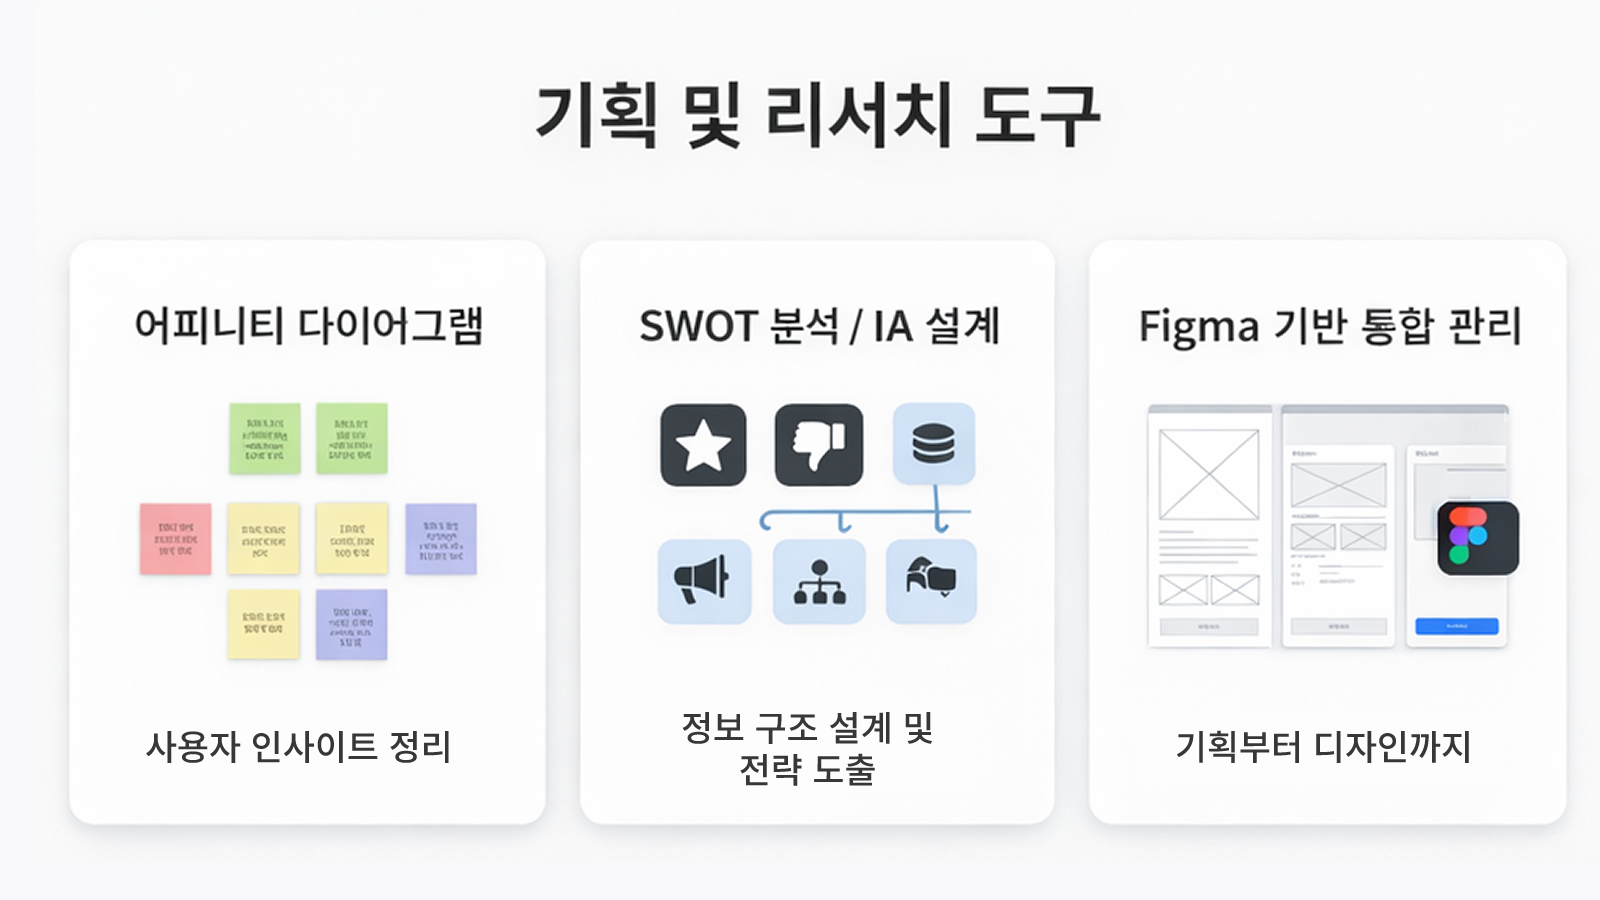 기획 및 리서치 도구
어피니티 다이어그램
사용자 인사이트 정리
SWOT 분석 / IA 설계
정보 구조 설계 및
전략 도출
Figma 기반 통합 관리
기획부터 디자인까지